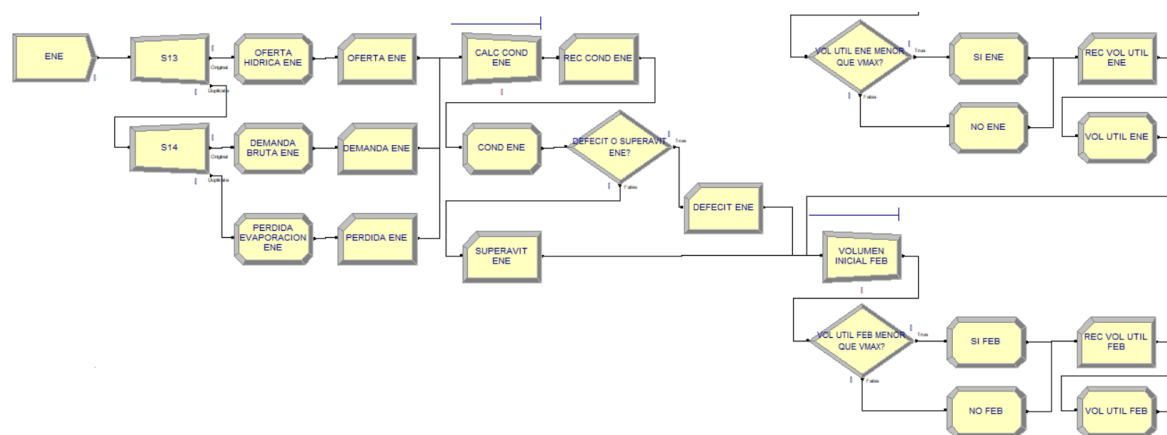 ENE
S13
Original
Duplicate
OFERTA
HIDRICA ENE
OFERTA ENE
CALC COND
ENE
REC COND ENE
S14
Original
Duplicate
DEMANDA
BRUTA ENE
DEMANDA ENE
PERDIDA
EVAPORACION
ENE
PERDIDA ENE
COND ENE
DEFECIT O SUPERAVIT
ENE?
True
False
DEFECIT ENE
SUPERAVIT
ENE
VOL UTIL ENE MENOR
QUE VMAX?
True
False
SI ENE
NO ENE
REC VOL UTIL
ENE
VOL UTIL ENE
VOLUMEN
INICIAL FEB
VOL UTIL FEB MENOR
QUE VMAX?
True
False
SI FEB
NO FEB
REC VOL UTIL
FEB
VOL UTIL FEB